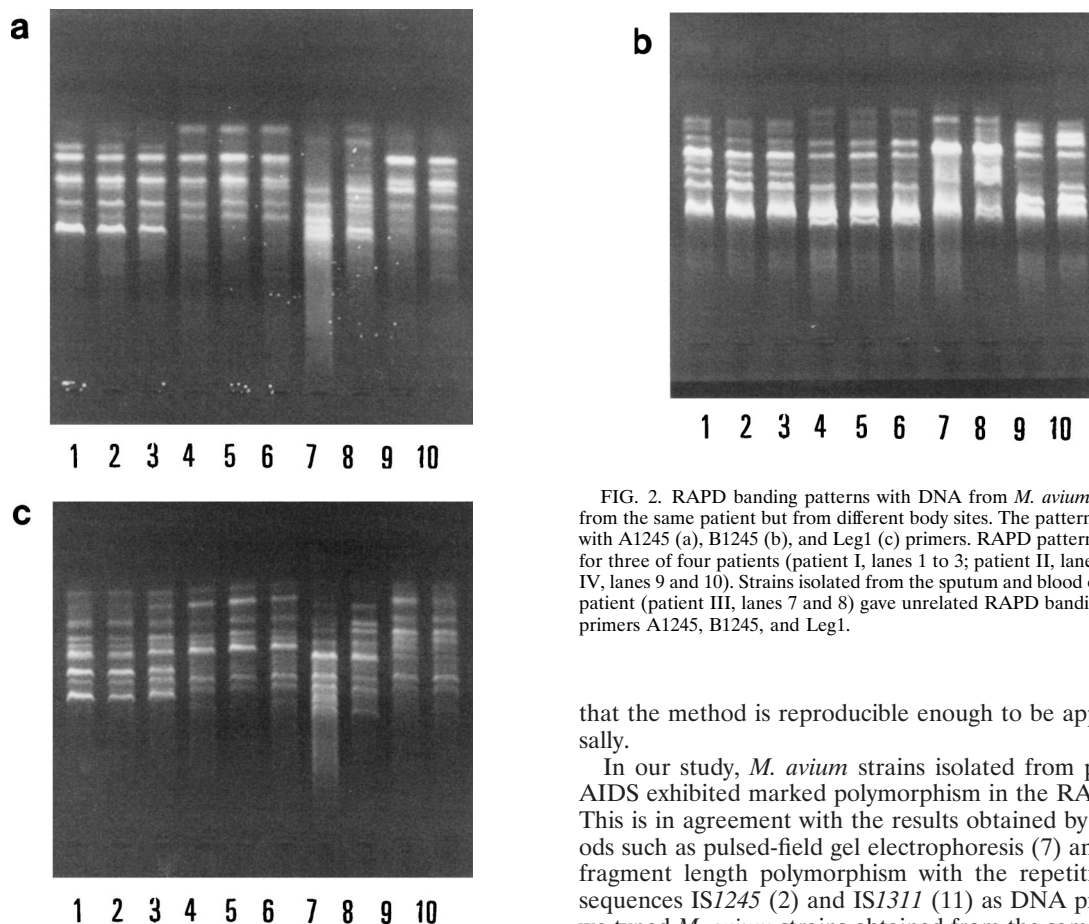 a
1 2 3 4 5 6 7 8 9 10
b
1 2 3 4 5 6 7 8 9 10
c
1 2 3 4 5 6 7 8 9 10
FIG. 2. RAPD banding patterns with DNA from M. avium
from the same patient but from different body sites. The pattern
with A1245 (a), B1245 (b), and Leg1 (c) primers. RAPD pattern
for three of four patients (patient I, lanes 1 to 3; patient II, lane
IV, lanes 9 and 10). Strains isolated from the sputum and blood
patient (patient III, lanes 7 and 8) gave unrelated RAPD bandi
primers A1245, B1245, and Leg1.
that the method is reproducible enough to be app
sally.
In our study, M. avium strains isolated from p
AIDS exhibited marked polymorphism in the RA
This is in agreement with the results obtained by
ods such as pulsed-field gel electrophoresis (7) an
fragment length polymorphism with the repetiti
sequences IS1245 (2) and IS1311 (11) as DNA p